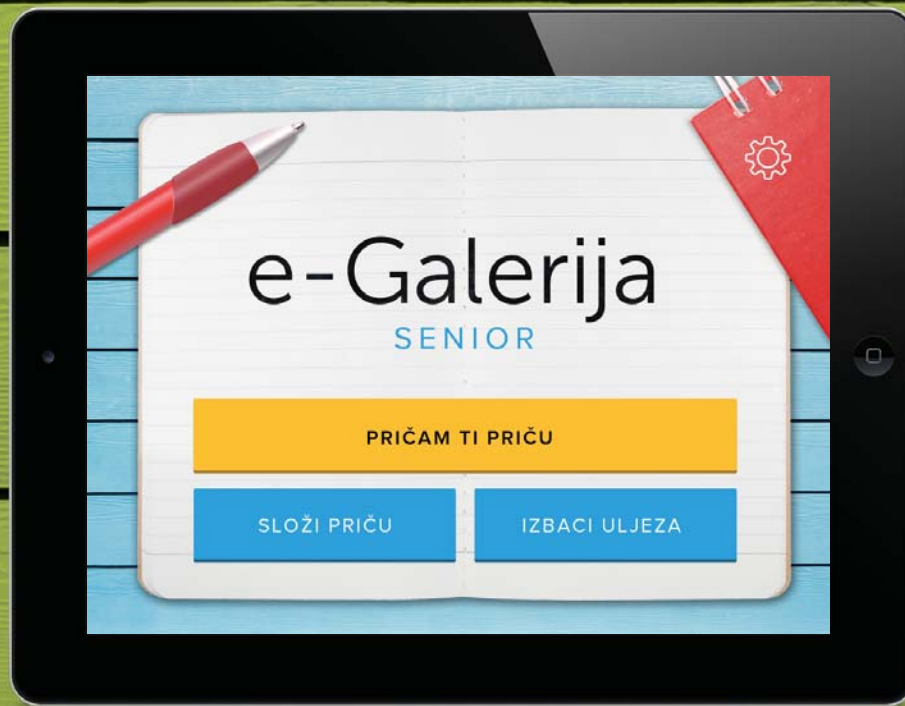 e-Galerija
SENIOR
PRIČAM TI PRIČU
SLOŽI PRIČU
IZBACI ULJEZA